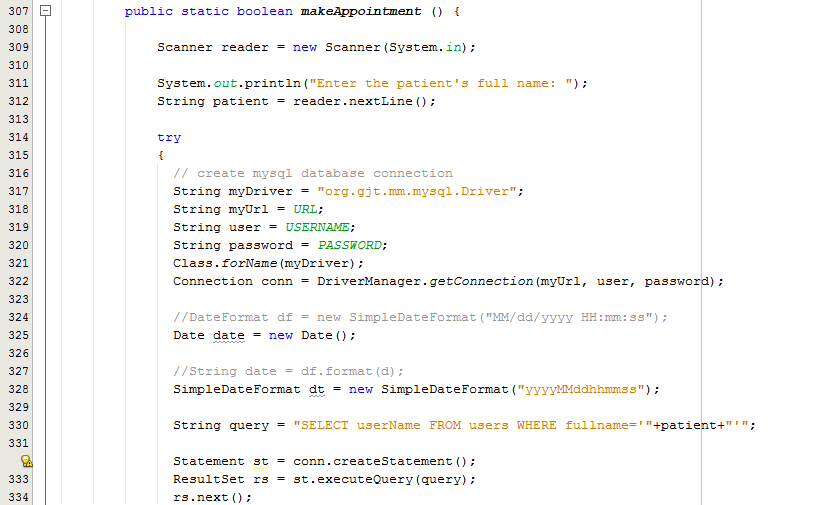 307 public static boolean makeAppointment () {
308
309 Scanner reader = new Scanner(System.in);
310
311 System.out.println("Enter the patient's full name: ");
312 String patient = reader.nextLine();
313
314 try
315 {
316 // create mysql database connection
317 String myDriver = "org.gjt.mm.mysql.Driver";
318 String myUrl = URL;
319 String user = USERNAME;
320 String password = PASSWORD;
321 Class.forName(myDriver);
322 Connection conn = DriverManager.getConnection(myUrl, user, password);
323
324 //DateFormat df = new SimpleDateFormat("MM/dd/yyyy HH:mm:ss");
325 Date date = new Date();
326
327 //String date = df.format(d);
328 SimpleDateFormat dt = new SimpleDateFormat("yyyyMMddhhmmss");
329
330 String query = "SELECT userName FROM users WHERE fullname='"+patient+"'";
331
Statement st = conn.createStatement();
333 ResultSet rs = st.executeQuery(query);
334 rs.next();